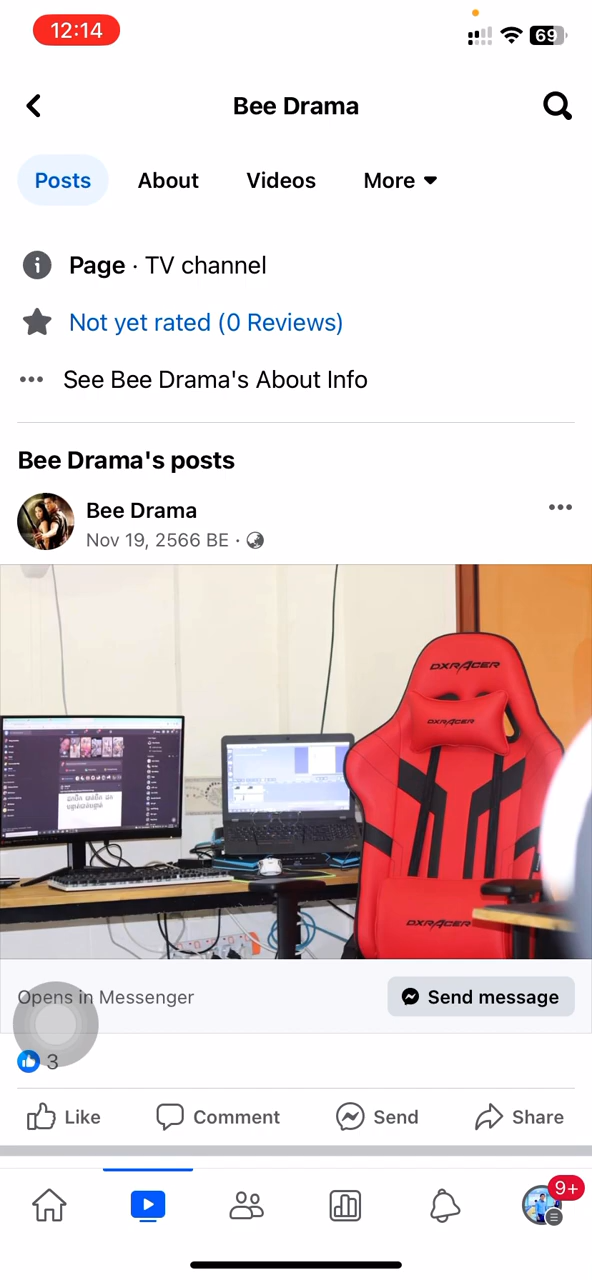 12:14
69
Bee Drama
Posts About Videos More
Page · TV channel
Not yet rated (0 Reviews)
See Bee Drama's About Info
Bee Drama's posts
Bee Drama
Nov 19, 2566 BE ·
DXRACER
DXRACER
DXRACER
Opens in Messenger
Send message
3
Like Comment Send Share
9+